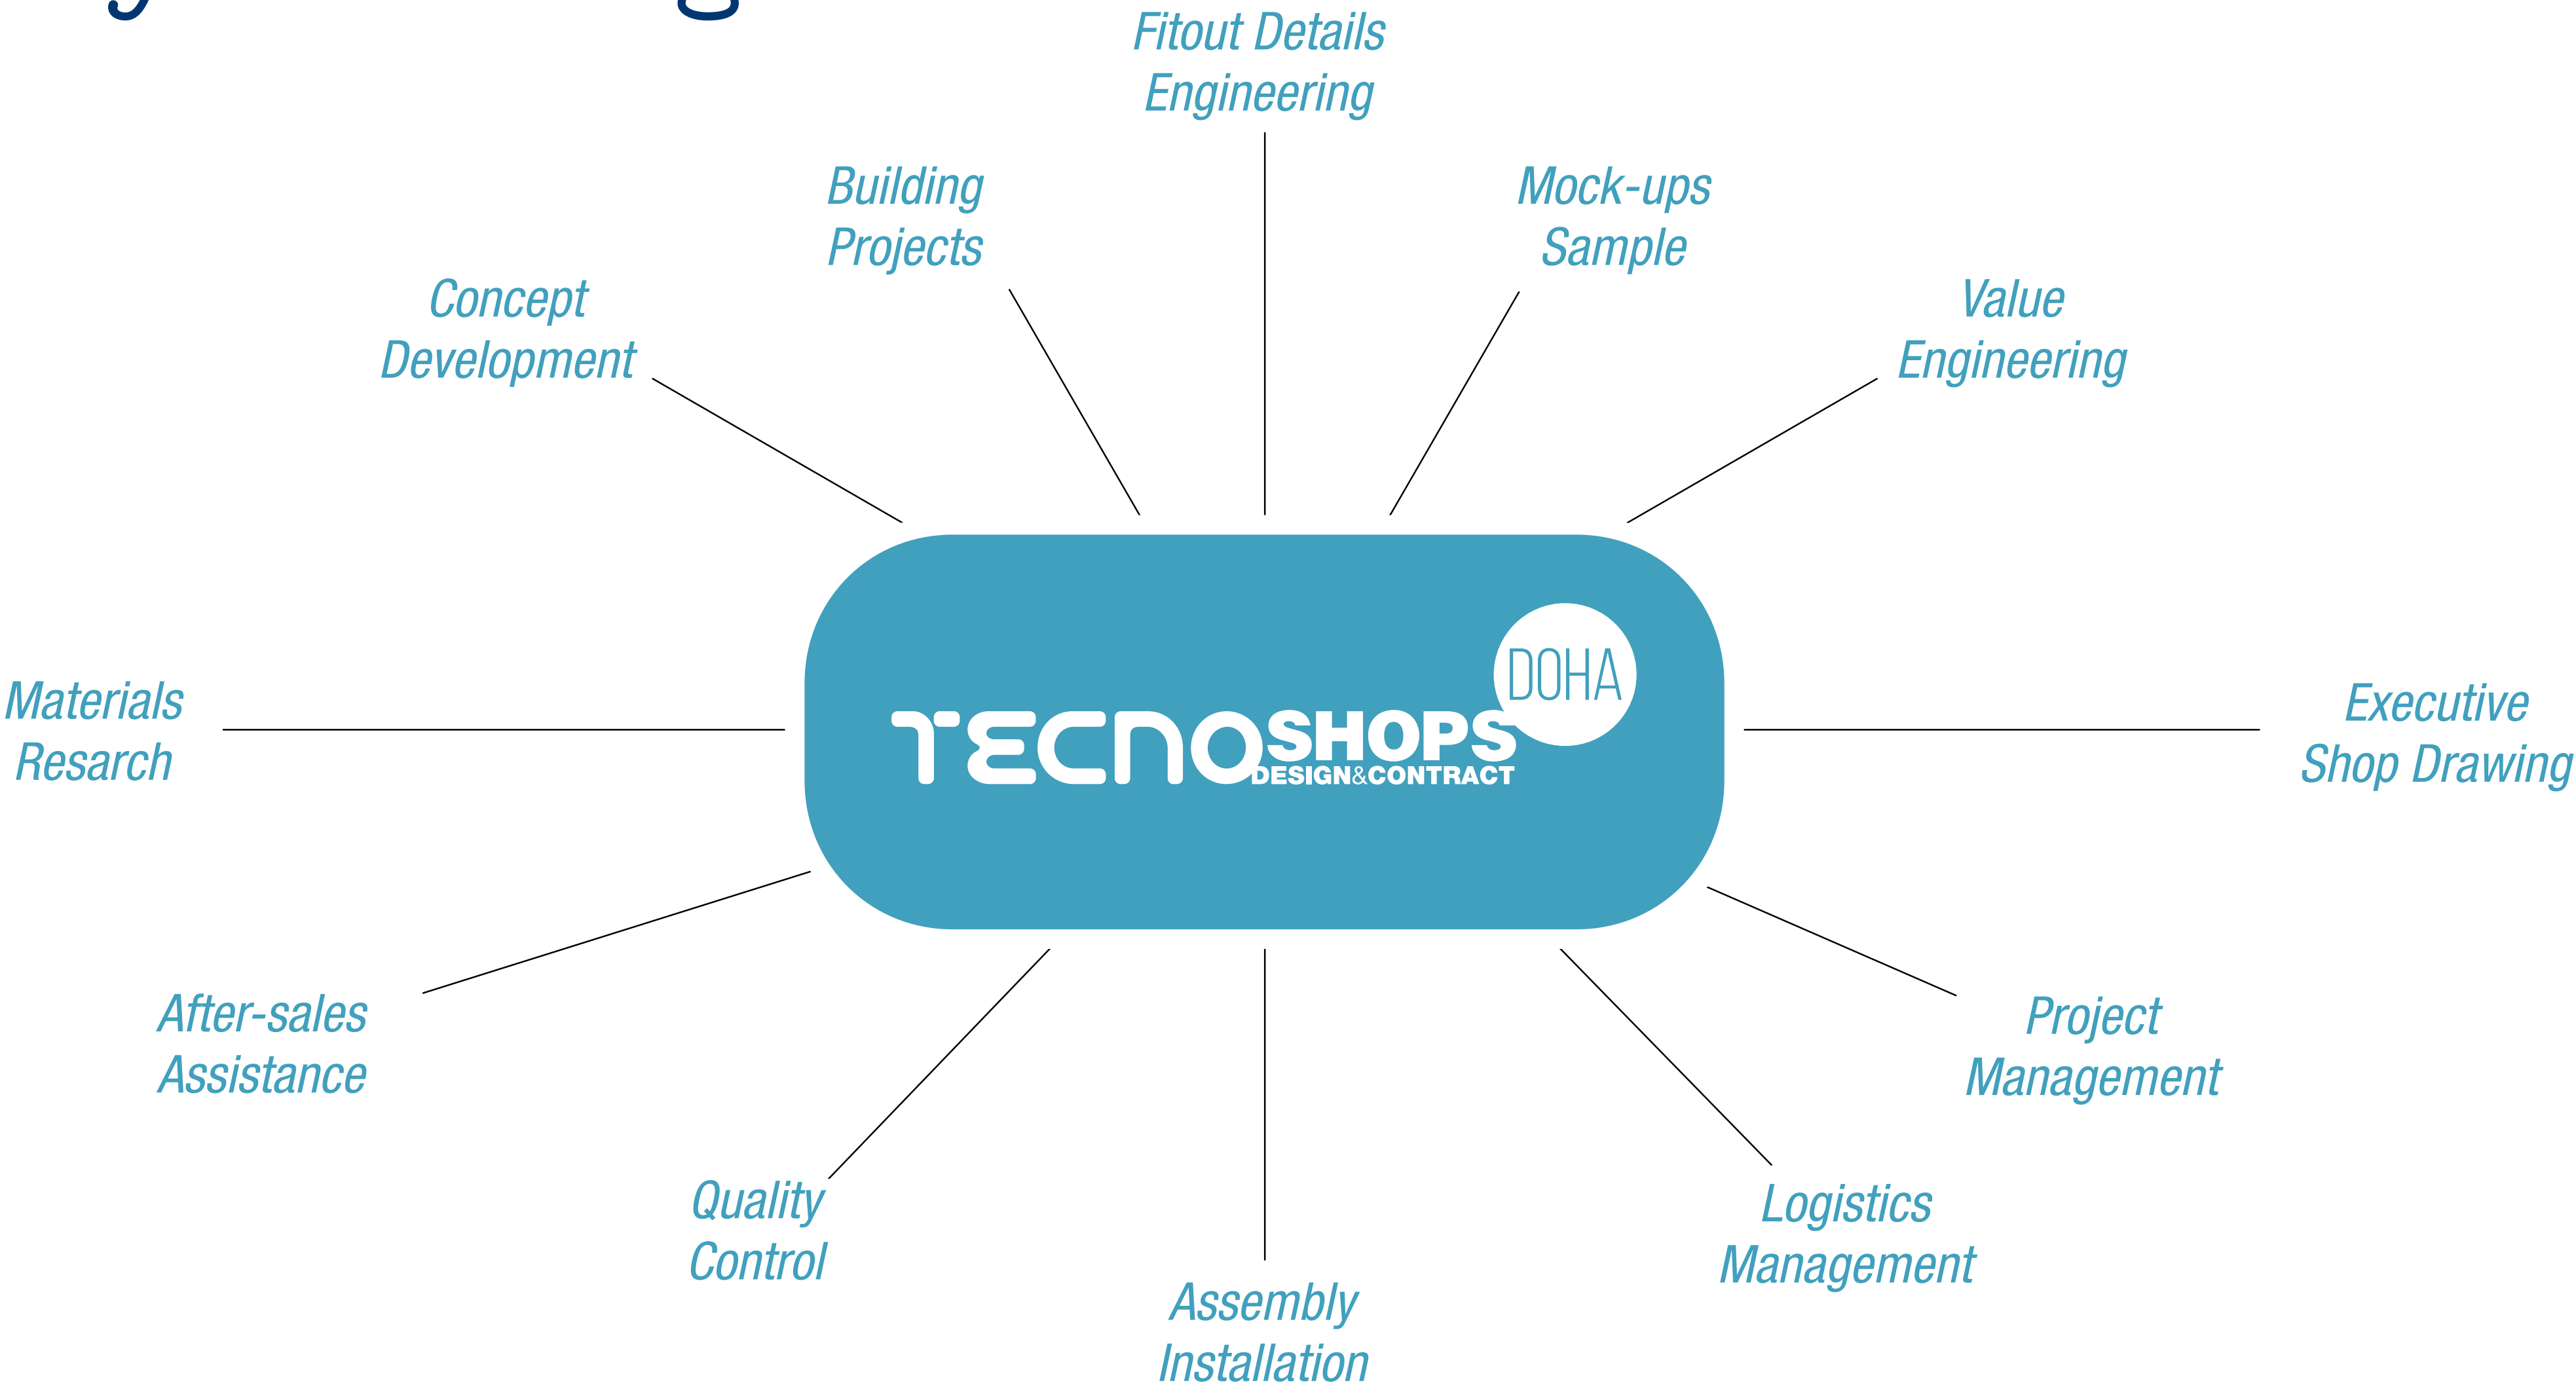 Fitout Details
Engineering
Building
Projects
Mock-ups
Sample
Concept
Development
Value
Engineering
DOHA
TECNOSHOPS
DESIGN&CONTRACT
Materials
Resarch
Executive
Shop Drawing
After-sales
Assistance
Project
Management
Quality
Control
Logistics
Management
Assembly
Installation